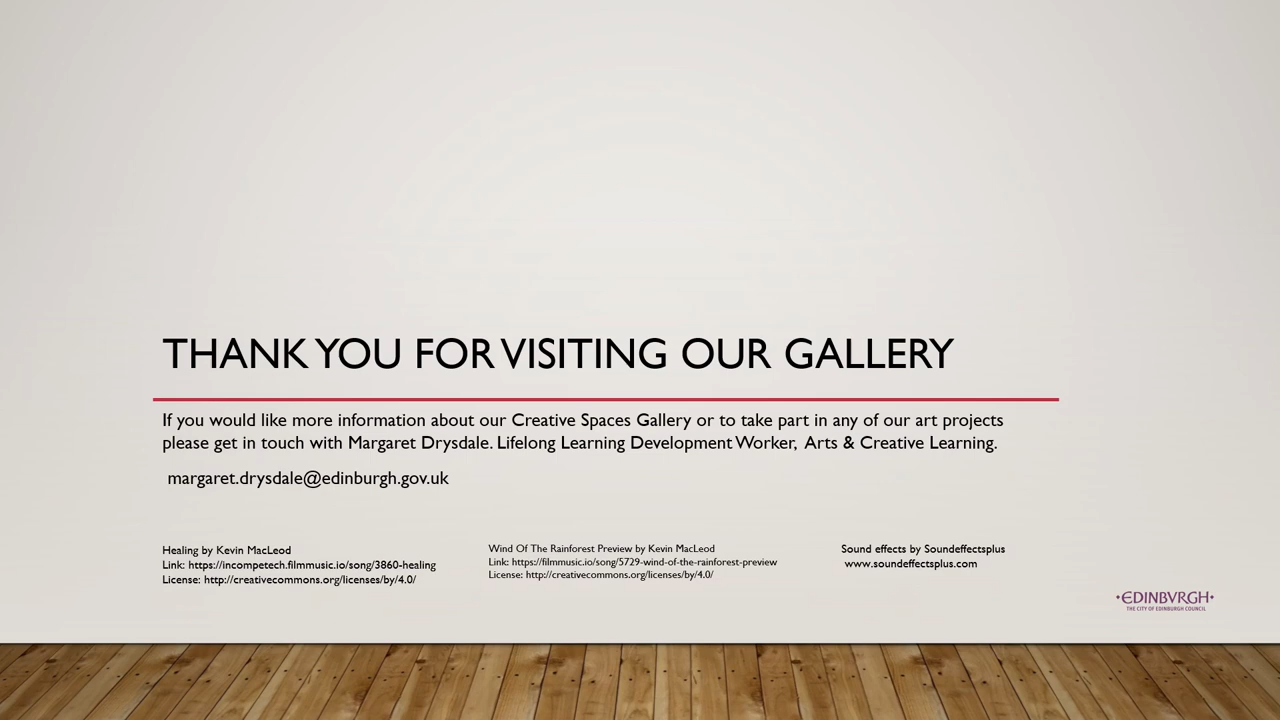 THANK YOU FOR VISITING OUR GALLERY
If you would like more information about our Creative Spaces Gallery or to take part in any of our art projects
please get in touch with Margaret Drysdale. Lifelong Learning Development Worker, Arts & Creative Learning.
margaret.drysdale@edinburgh.gov.uk
Healing by Kevin MacLeod
Link: https://incompetech.filmmusic.io/song/3860-healing
License: http://creativecommons.org/licenses/by/4.0/
Wind Of The Rainforest Preview by Kevin MacLeod
Link: https://filmmusic.io/song/5729-wind-of-the-rainforest-preview
License: http://creativecommons.org/licenses/by/4.0/
Sound effects by Soundeffectsplus
www.soundeffectsplus.com
•EDINBVRGH•
THE CITY OF EDINBURGH COUNCIL